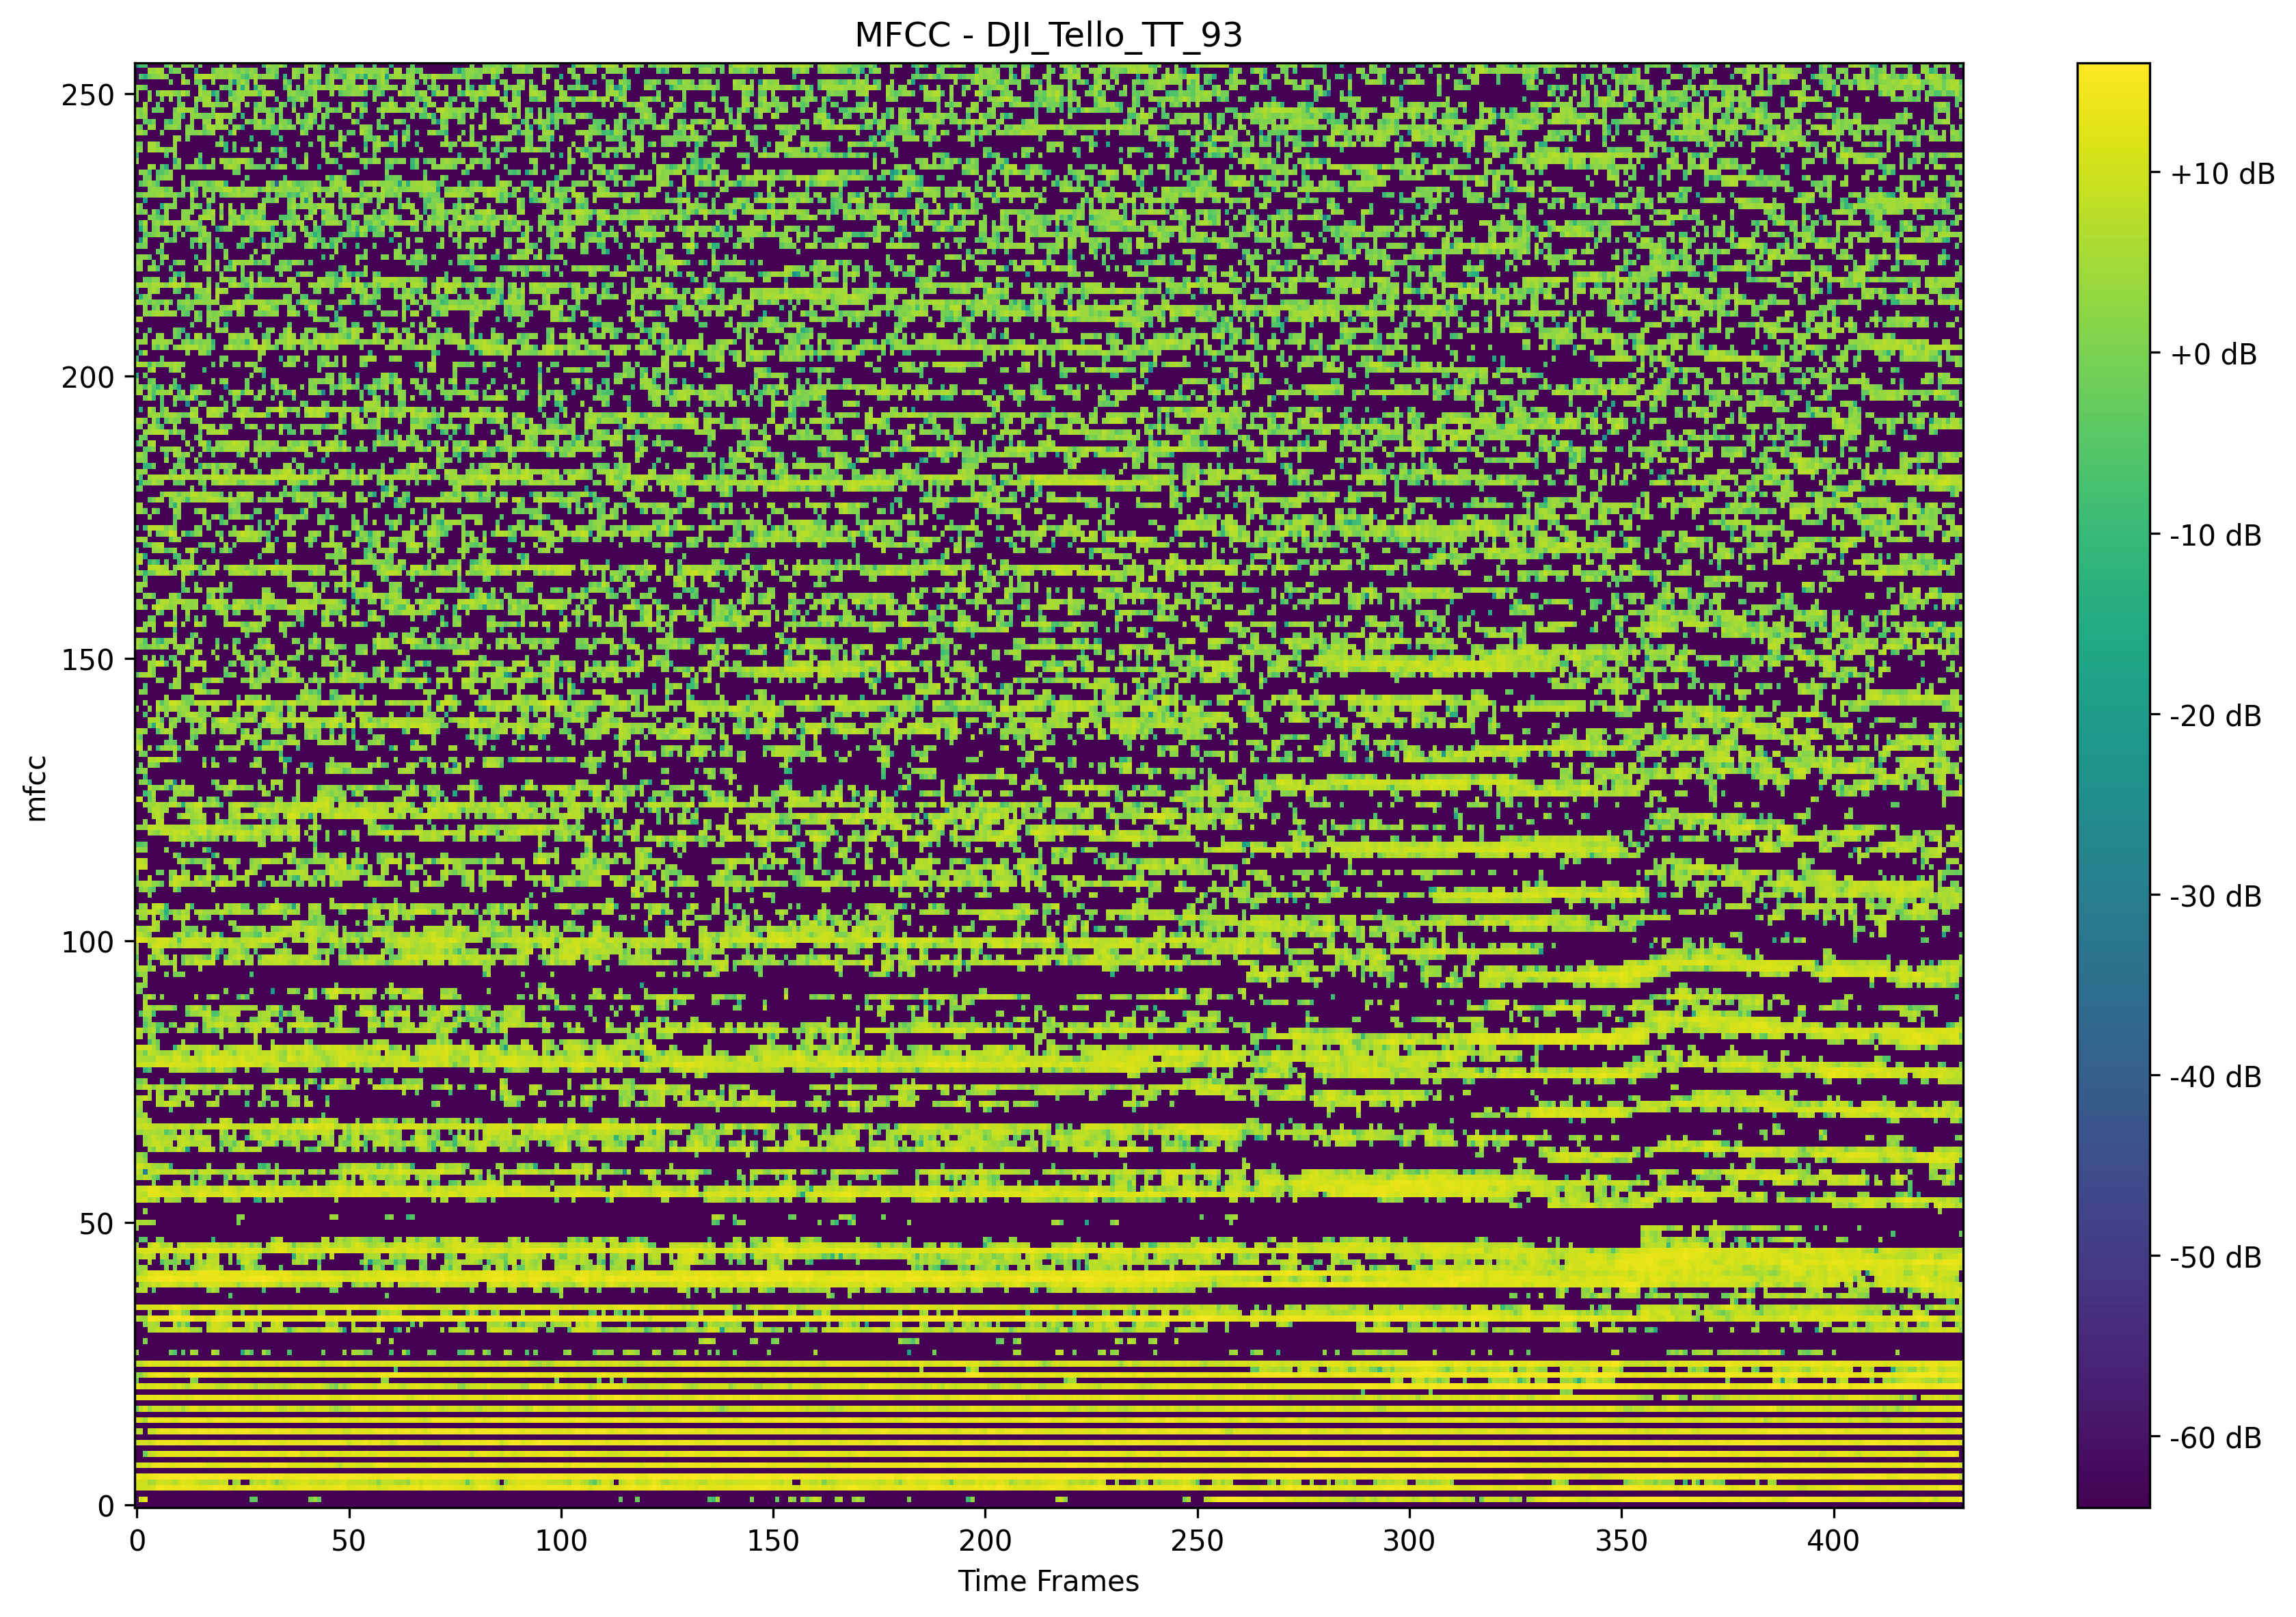 MFCC - DJI_Tello_TT_93
mfcc
250
200
150
100
50
0
0 50 100 150 200 250 300 350 400
Time Frames
+10 dB
+0 dB
-10 dB
-20 dB
-30 dB
-40 dB
-50 dB
-60 dB